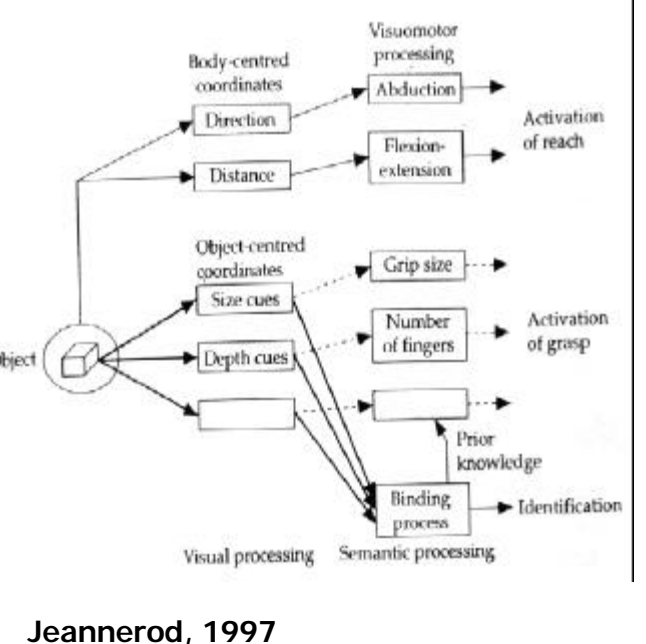 Visuomotor
processing
Body-centred
coordinates
Abduction
Direction
Activation
of reach
Flexion-
extension
Distance
Object-centred
coordinates
Grip size
Size cues
Number
of fingers
Activation
of grasp
Depth cues
Prior
knowledge
Binding
process
Identification
Visual processing
Semantic processing
Jeannerod, 1997